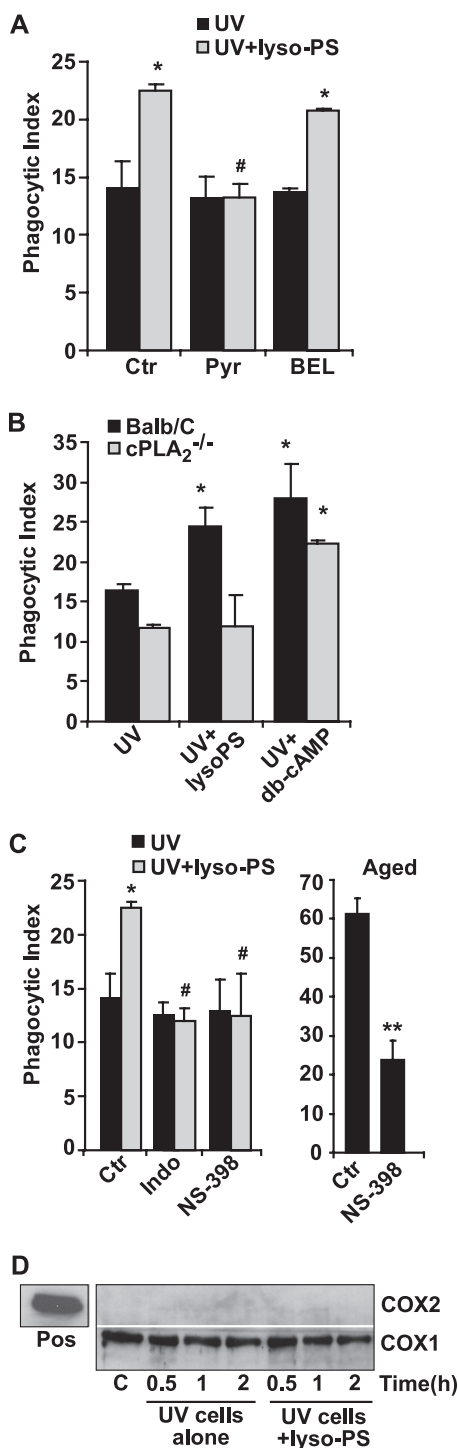 A
UV
UV+lyso-PS
Phagocytic Index
25
20
15
10
5
0
*
#
*
Ctr Pyr BEL
B
Balb/C
cPLA₂⁻/⁻
Phagocytic Index
35
30
25
20
15
10
5
0
*
*
*
UV
UV+
lysoPS
UV+
db-cAMP
C
UV
UV+lyso-PS
Phagocytic Index
25
20
15
10
5
0
*
#
#
Ctr
Indo
NS-398
Aged
70
60
50
40
30
20
10
0
**
Ctr
NS-398
D
Pos
COX2
COX1
C 0.5 1 2 0.5 1 2 Time(h)
UV cells
alone
UV cells
+lyso-PS